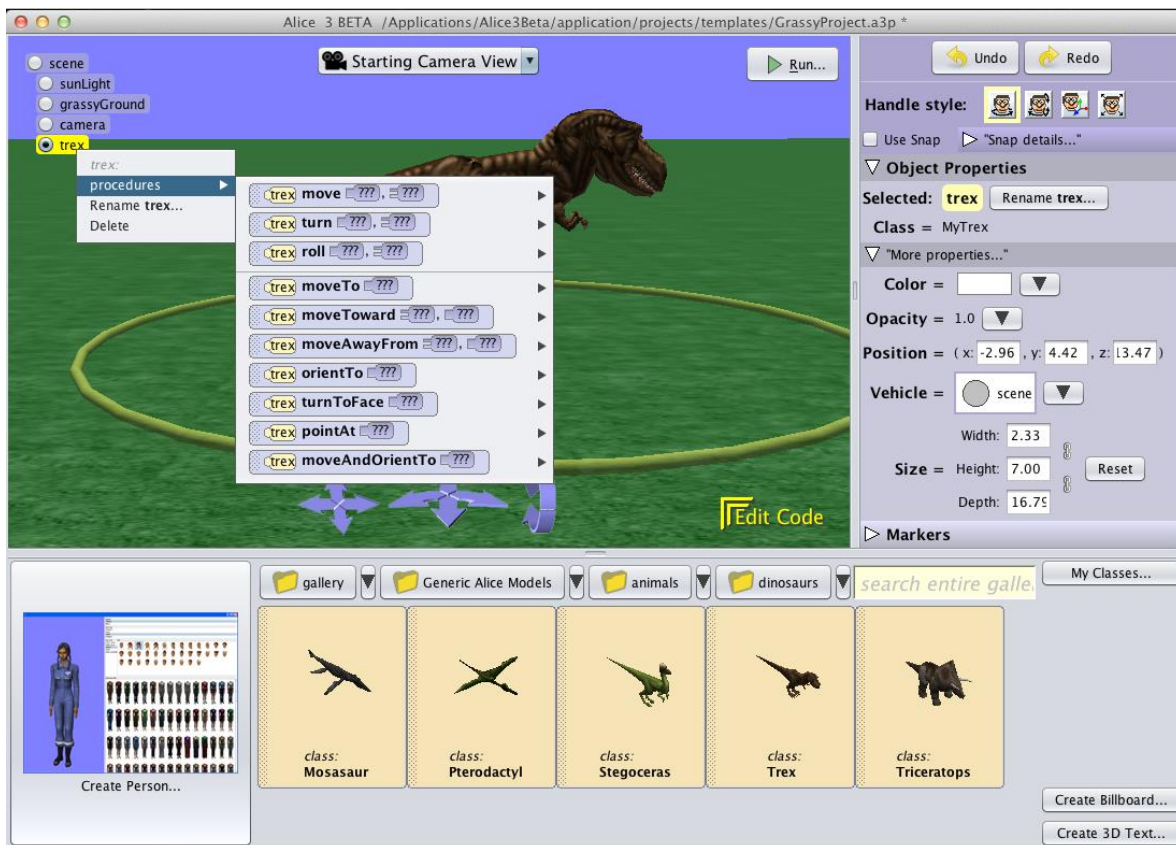 Alice 3 BETA /Applications/Alice3Beta/application/projects/templates/GrassyProject.a3p *
scene
sunLight
grassyGround
camera
trex
Starting Camera View
Run...
trex:
procedures
Rename trex...
Delete
trex move ???, ???
trex turn ???, ???
trex roll ???, ???
trex moveTo ???
trex moveToward ???, ???
trex moveAwayFrom ???, ???
trex orientTo ???
trex turnToFace ???
trex pointAt ???
trex moveAndOrientTo ???
Edit Code
Undo Redo
Handle style:
Use Snap "Snap details..."
Object Properties
Selected: trex Rename trex...
Class = MyTrex
"More properties..."
Color =
Opacity = 1.0
Position = ( x: -2.96 , y: 4.42 , z: 13.47 )
Vehicle = scene
Width: 2.33
Size = Height: 7.00 Reset
Depth: 16.79
Markers
Create Person...
gallery Generic Alice Models animals dinosaurs search entire galle
class:
Mosasaur
class:
Pterodactyl
class:
Stegoceras
class:
Trex
class:
Triceratops
My Classes...
Create Billboard...
Create 3D Text...